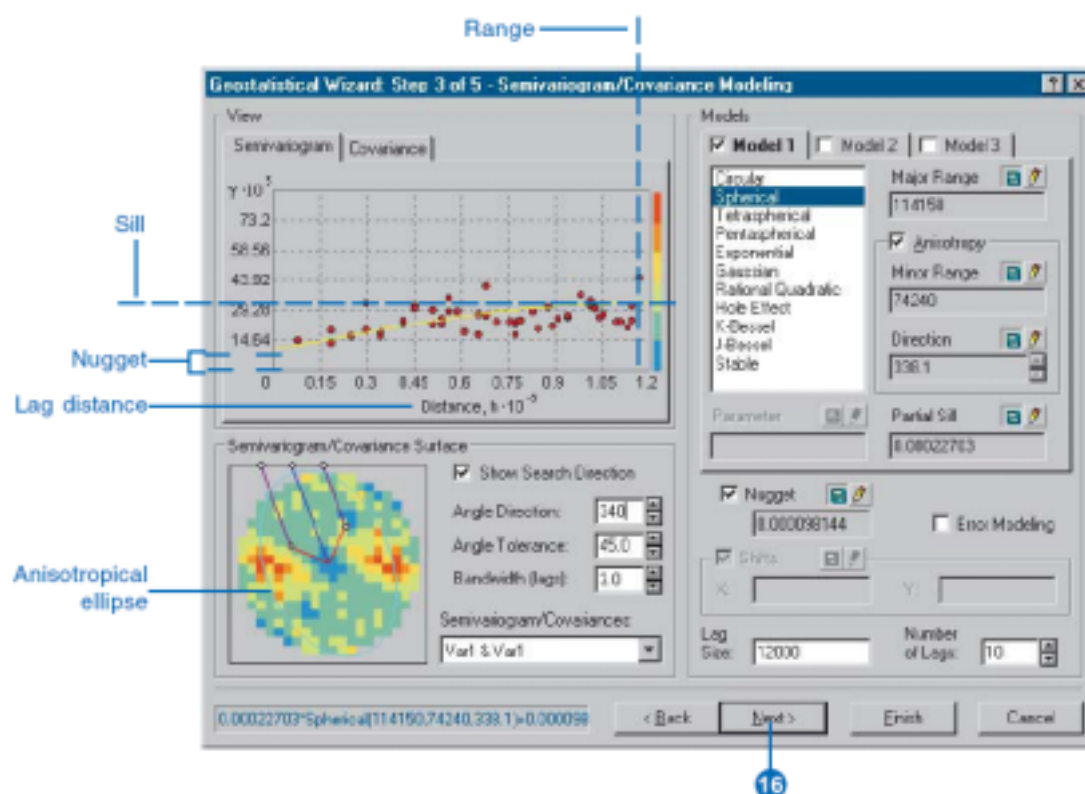 Range
Geostatistical Wizard: Step 3 of 5 - Semivariogram/Covariance Modeling
View
Semivariogram
Covariance
γ·10
73.2
58.56
43.92
29.28
14.64
0
0.15
0.3
0.45
0.6
0.75
0.9
1.05
1.2
Distance, h·10
Sill
Nugget
Lag distance
Semivariogram/Covariance Surface
Show Search Direction
Angle Direction:
340
Angle Tolerance:
45.0
Bandwidth (lags):
3.0
Semivariogram/Covariances:
Var1 & Var1
Anisotropical
ellipse
Models
Model 1
Model 2
Model 3
Circular
Spherical
Tetraspherical
Pentaspherical
Exponential
Gaussian
Rational Quadratic
Hole Effect
K-Bessel
J-Bessel
Stable
Major Range
114150
Anisotropy
Minor Range
74240
Direction
338.1
Parameter
Partial Sill
0.00022703
Nugget
0.000098144
Error Modeling
Shifts
X:
Y:
Lag
Size:
12000
Number
of Lags:
10
0.00022703*Spherical(114150,74240,338.1)+0.000098
< Back
Next >
Finish
Cancel
16